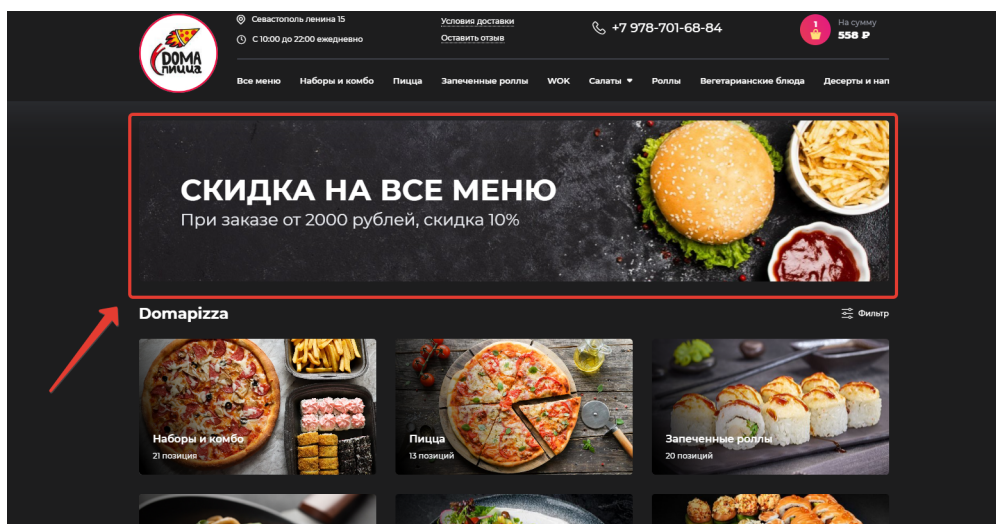 DOMA
ПИЦЦА
Севастополь ленина 15
С 10:00 до 22:00 ежедневно
Условия доставки
Оставить отзыв
+7 978-701-68-84
1
На сумму
558 ₽
Все меню Наборы и комбо Пицца Запеченные роллы WOK Салаты ▼ Роллы Вегетарианские блюда Десерты и нап
СКИДКА НА ВСЕ МЕНЮ
При заказе от 2000 рублей, скидка 10%
Domapizza
Фильтр
Наборы и комбо
21 позиция
Пицца
13 позиций
Запеченные роллы
20 позиций